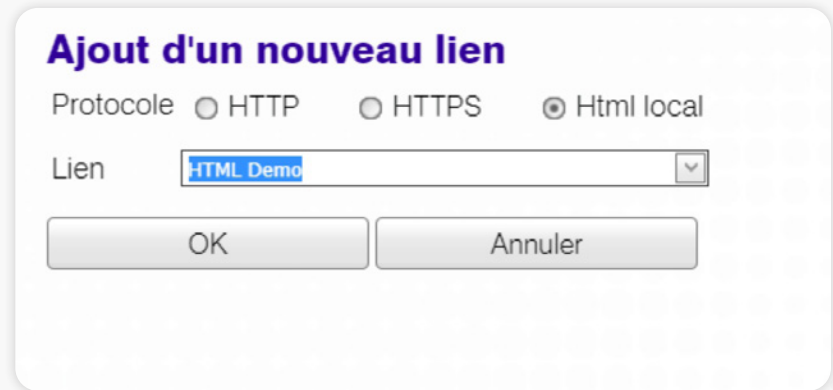 Ajout d'un nouveau lien
Protocole HTTP HTTPS Html local
Lien HTML Demo
OK Annuler